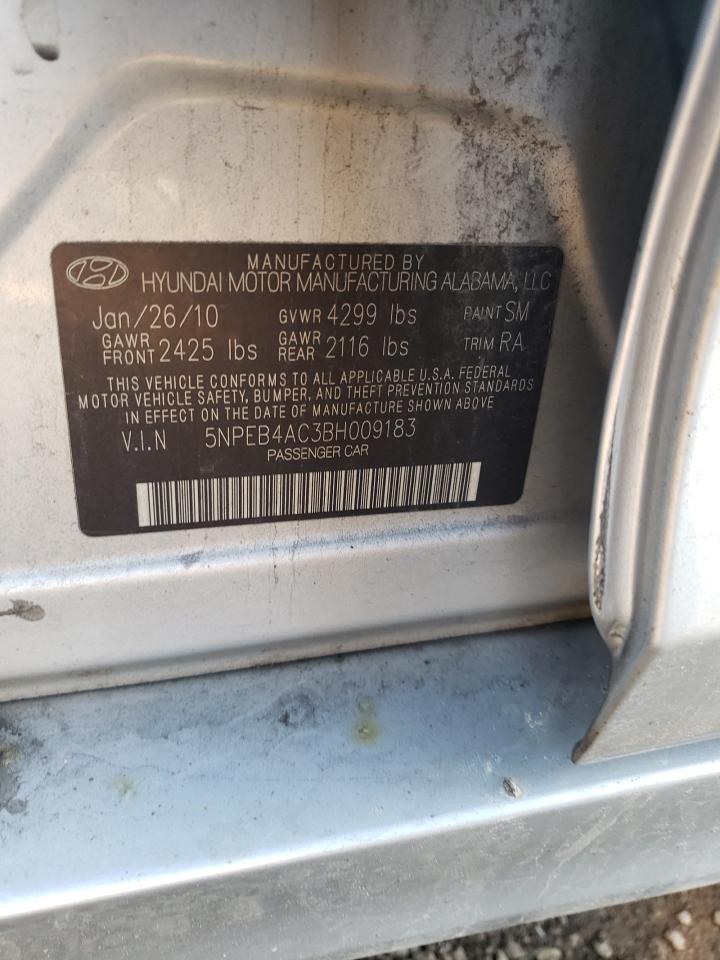 MANUFACTURED BY
HYUNDAI MOTOR MANUFACTURING ALABAMA, LLC
Jan/26/10 GVWR 4299 lbs PAINT SM
GAWR FRONT 2425 lbs GAWR REAR 2116 lbs TRIM RA
THIS VEHICLE CONFORMS TO ALL APPLICABLE U.S.A. FEDERAL
MOTOR VEHICLE SAFETY, BUMPER, AND THEFT PREVENTION STANDARDS
IN EFFECT ON THE DATE OF MANUFACTURE SHOWN ABOVE
V.I.N 5NPEB4AC3BH009183
PASSENGER CAR